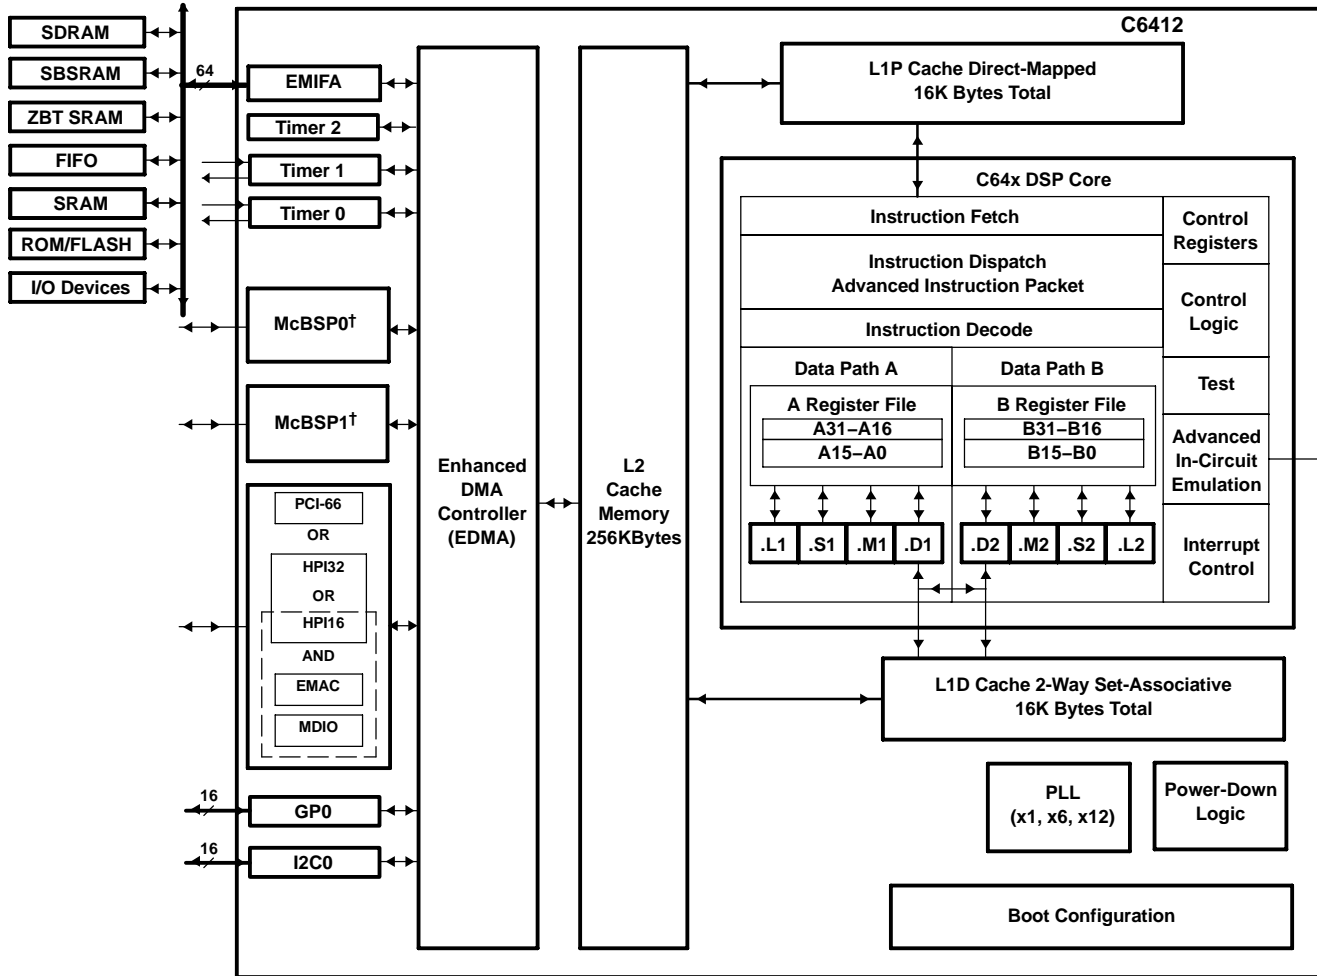 C6412
SDRAM
SBSRAM
ZBT SRAM
FIFO
SRAM
ROM/FLASH
I/O Devices
64
EMIFA
Timer 2
Timer 1
Timer 0
McBSP0†
McBSP1†
PCI-66
OR
HPI32
OR
HPI16
AND
EMAC
MDIO
16
GP0
16
I2C0
Enhanced
DMA
Controller
(EDMA)
L2
Cache
Memory
256KBytes
L1P Cache Direct-Mapped
16K Bytes Total
C64x DSP Core
Instruction Fetch
Instruction Dispatch
Advanced Instruction Packet
Instruction Decode
Data Path A
A Register File
A31–A16
A15–A0
.L1
.S1
.M1
.D1
Data Path B
B Register File
B31–B16
B15–B0
.D2
.M2
.S2
.L2
Control
Registers
Control
Logic
Test
Advanced
In-Circuit
Emulation
Interrupt
Control
L1D Cache 2-Way Set-Associative
16K Bytes Total
PLL
(x1, x6, x12)
Power-Down
Logic
Boot Configuration